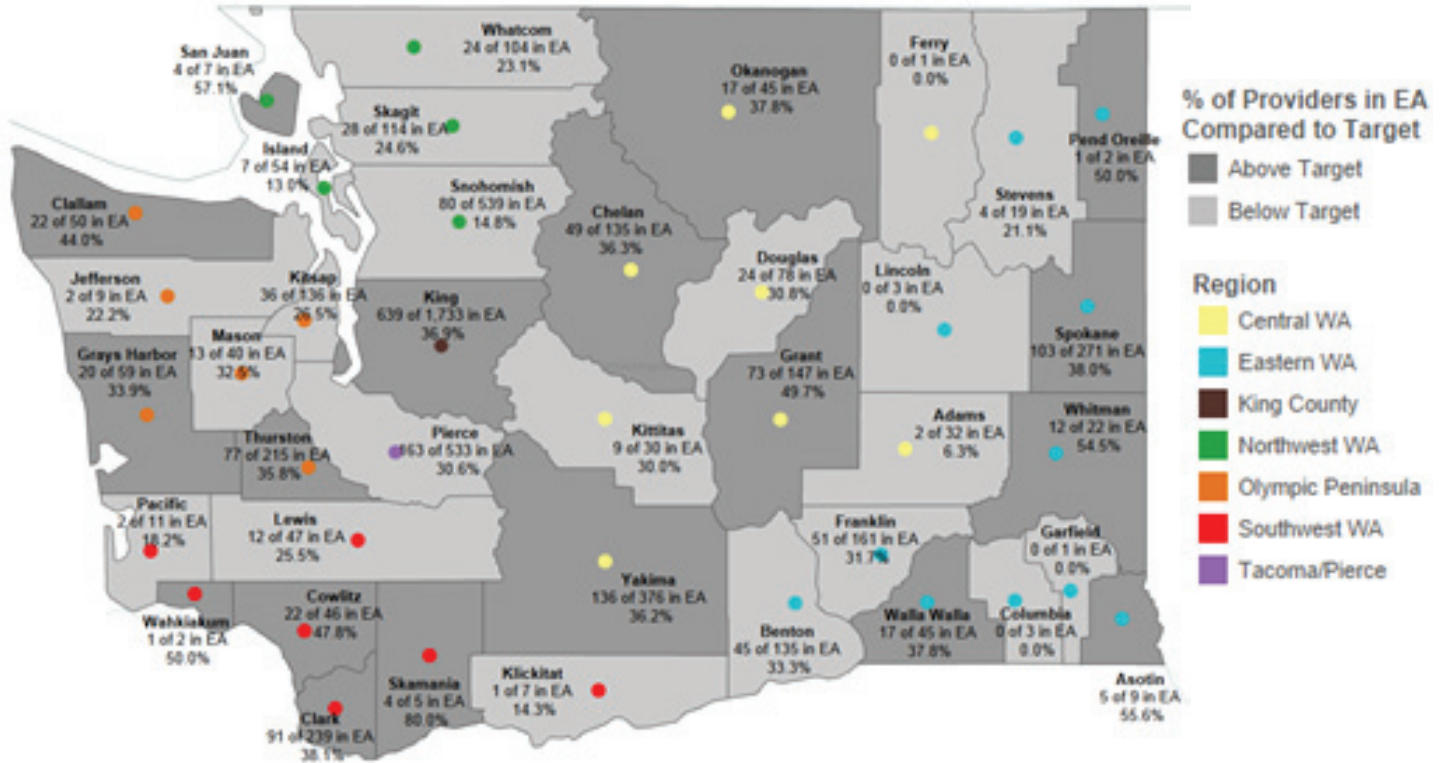 San Juan
4 of 7 in EA
57.1%
Whatcom
24 of 104 in EA
23.1%
Skagit
28 of 114 in EA
24.6%
Island
7 of 54 in EA
13.0%
Snohomish
80 of 539 in EA
14.8%
Okanogan
17 of 45 in EA
37.8%
Ferry
0 of 1 in EA
0.0%
Stevens
4 of 19 in EA
21.1%
Pend Oreille
1 of 2 in EA
50.0%
Clallam
22 of 50 in EA
44.0%
Jefferson
2 of 9 in EA
22.2%
Kitsap
36 of 136 in EA
26.5%
Chelan
49 of 135 in EA
36.3%
Douglas
24 of 78 in EA
30.8%
Lincoln
0 of 3 in EA
0.0%
Spokane
103 of 271 in EA
38.0%
King
639 of 1,733 in EA
36.9%
Mason
13 of 40 in EA
32.5%
Grays Harbor
20 of 59 in EA
33.9%
Grant
73 of 147 in EA
49.7%
Thurston
77 of 215 in EA
35.8%
Pierce
163 of 533 in EA
30.6%
Kittitas
9 of 30 in EA
30.0%
Adams
2 of 32 in EA
6.3%
Whitman
12 of 22 in EA
54.5%
Pacific
2 of 11 in EA
18.2%
Lewis
12 of 47 in EA
25.5%
Yakima
136 of 376 in EA
36.2%
Franklin
51 of 161 in EA
31.7%
Garfield
0 of 1 in EA
0.0%
Wahkiakum
1 of 2 in EA
50.0%
Cowlitz
22 of 46 in EA
47.8%
Benton
45 of 135 in EA
33.3%
Walla Walla
17 of 45 in EA
37.8%
Columbia
0 of 3 in EA
0.0%
Skamania
4 of 5 in EA
80.0%
Klickitat
1 of 7 in EA
14.3%
Asotin
5 of 9 in EA
55.6%
Clark
91 of 239 in EA
38.1%
% of Providers in EA
Compared to Target
Above Target
Below Target
Region
Central WA
Eastern WA
King County
Northwest WA
Olympic Peninsula
Southwest WA
Tacoma/Pierce